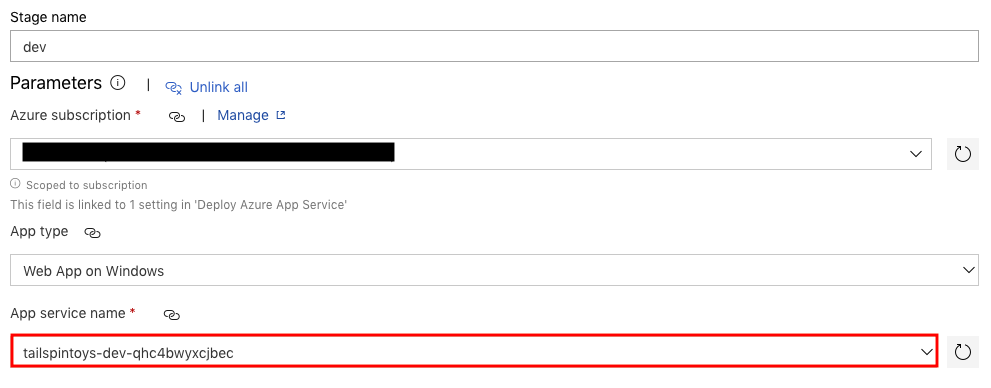 Stage name
dev
Parameters | Unlink all
Azure subscription * | Manage
Scoped to subscription
This field is linked to 1 setting in 'Deploy Azure App Service'
App type
Web App on Windows
App service name *
tailspintoys-dev-qhc4bwyxcjbec